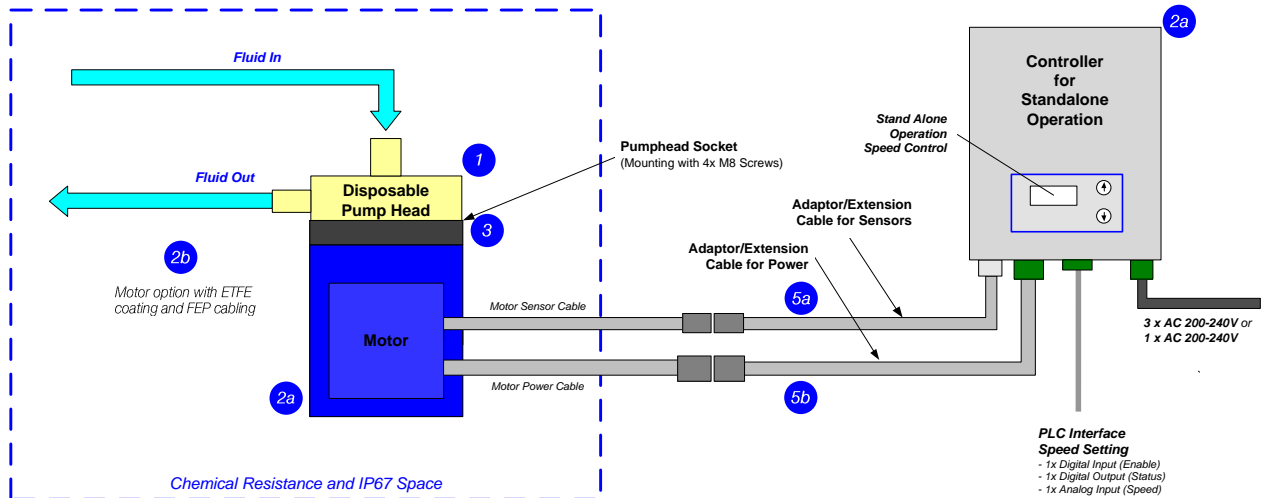 Fluid In
Fluid Out
1
Disposable
Pump Head
3
Pumphead Socket
(Mounting with 4x M8 Screws)
2b
Motor option with ETFE
coating and FEP cabling
Motor
2a
Motor Sensor Cable
Motor Power Cable
Chemical Resistance and IP67 Space
Adaptor/Extension
Cable for Sensors
Adaptor/Extension
Cable for Power
5a
5b
2a
Controller
for
Standalone
Operation
Stand Alone
Operation
Speed Control
3 x AC 200-240V or
1 x AC 200-240V
PLC Interface
Speed Setting
- 1x Digital Input (Enable)
- 1x Digital Output (Status)
- 1x Analog Input (Speed)